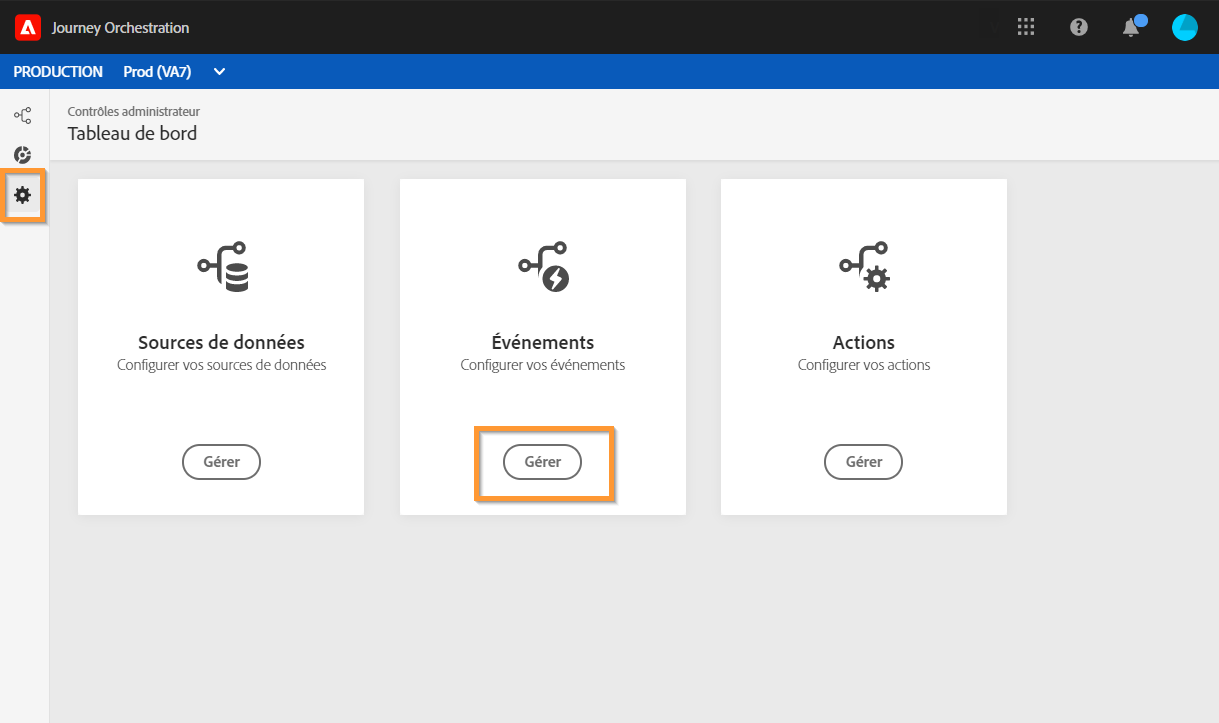 Journey Orchestration
PRODUCTION Prod (VA7)
Contrôles administrateur
Tableau de bord
Sources de données
Configurer vos sources de données
Gérer
Événements
Configurer vos événements
Gérer
Actions
Configurer vos actions
Gérer